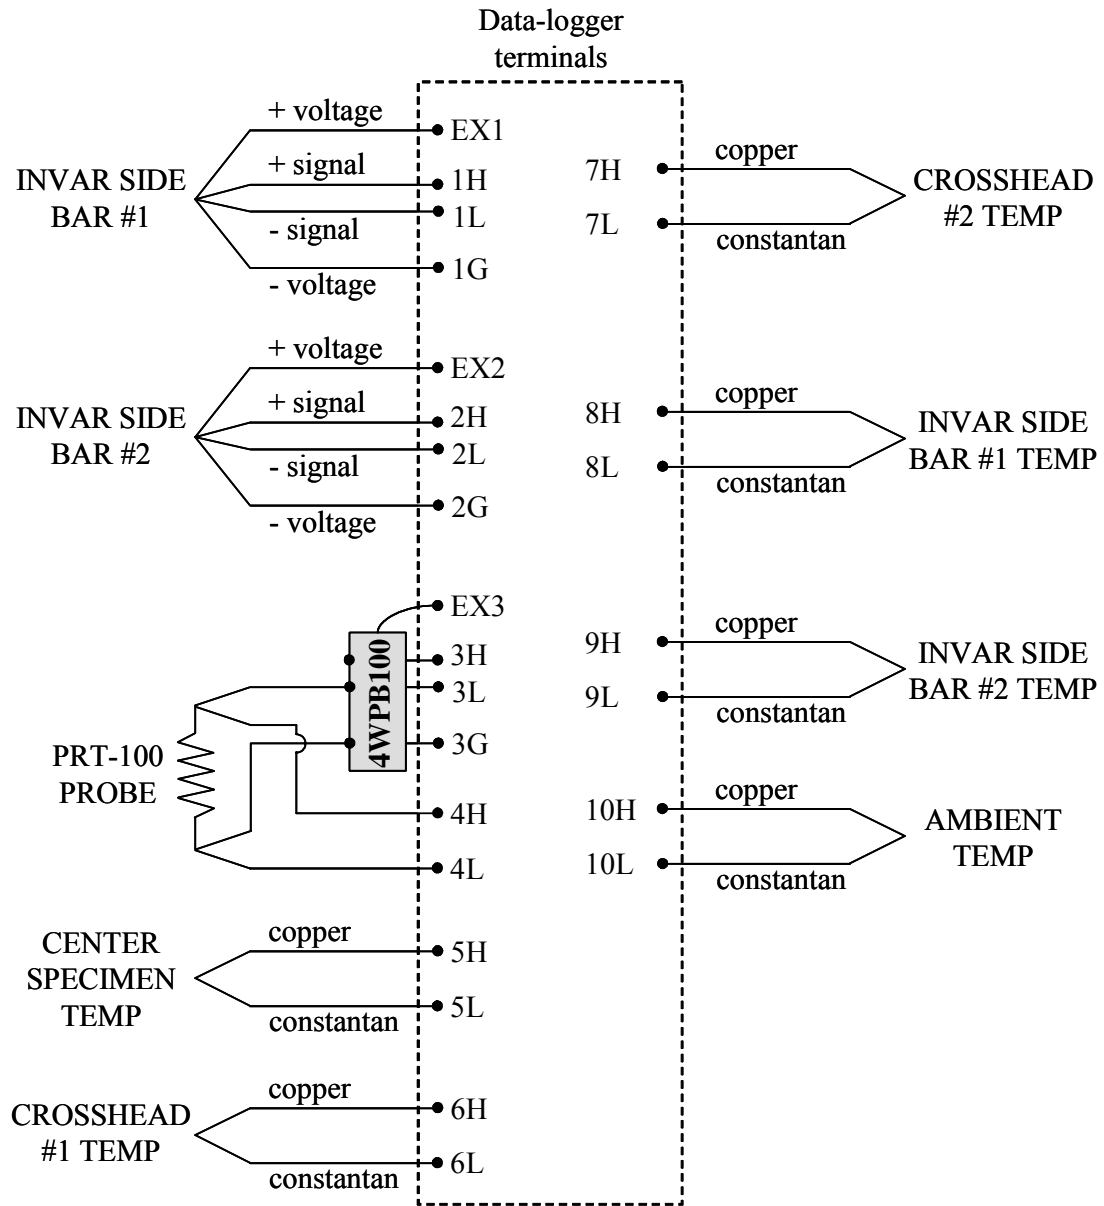 Data-logger
terminals
INVAR SIDE
BAR #1
+ voltage
+ signal
- signal
- voltage
EX1
1H
1L
1G
INVAR SIDE
BAR #2
+ voltage
+ signal
- signal
- voltage
EX2
2H
2L
2G
PRT-100
PROBE
4WPB100
EX3
3H
3L
3G
4H
4L
CENTER
SPECIMEN
TEMP
copper
constantan
5H
5L
CROSSHEAD
#1 TEMP
copper
constantan
6H
6L
7H
7L
copper
constantan
CROSSHEAD
#2 TEMP
8H
8L
copper
constantan
INVAR SIDE
BAR #1 TEMP
9H
9L
copper
constantan
INVAR SIDE
BAR #2 TEMP
10H
10L
copper
constantan
AMBIENT
TEMP